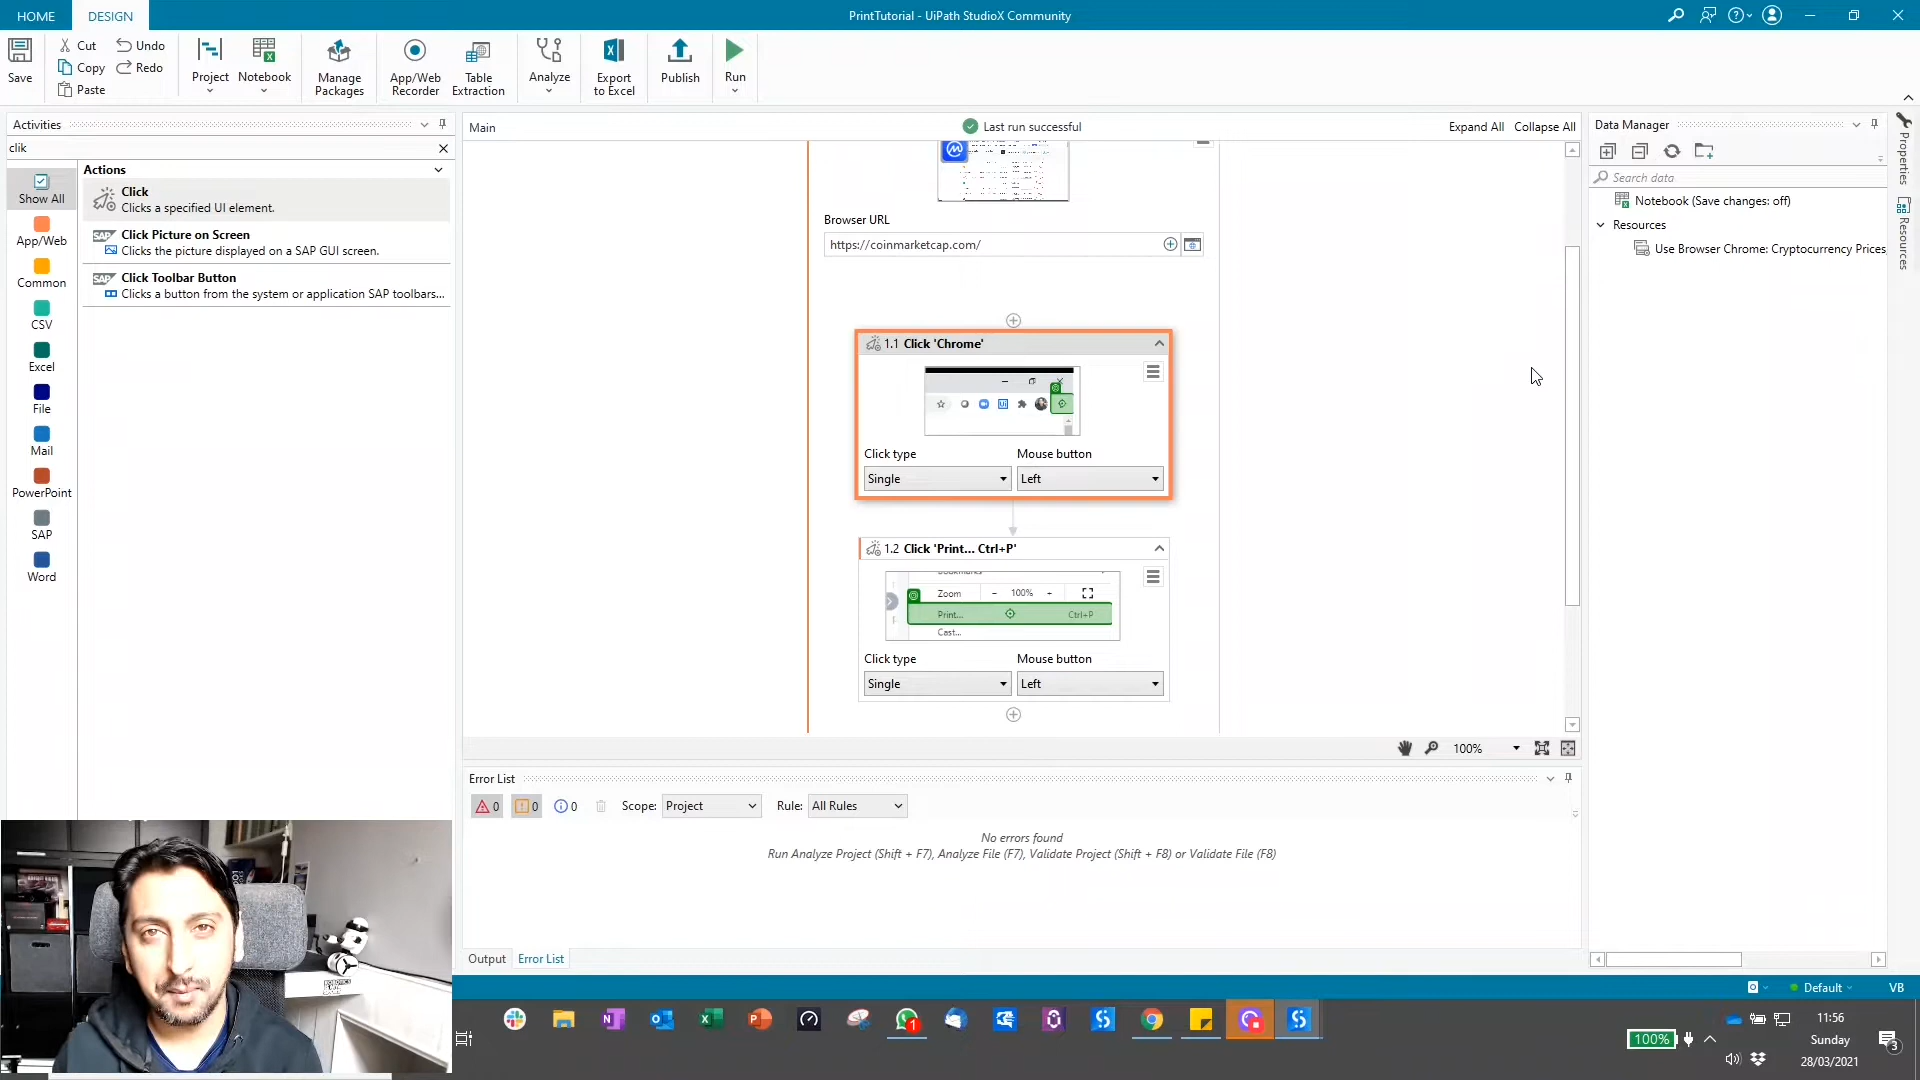 HOME
DESIGN
PrintTutorial - UiPath StudioX Community
Save
Cut
Copy
Paste
Undo
Redo
Project
Notebook
Manage
Packages
App/Web
Recorder
Table
Extraction
Analyze
Export
to Excel
Publish
Run
Activities
clik
Show All
App/Web
Common
CSV
Excel
File
Mail
PowerPoint
SAP
Word
Actions
Click
Clicks a specified UI element.
Click Picture on Screen
Clicks the picture displayed on a SAP GUI screen.
Click Toolbar Button
Clicks a button from the system or application SAP toolbars...
Main
Last run successful
Expand All
Collapse All
Browser URL
https://coinmarketcap.com/
1.1 Click 'Chrome'
Click type
Mouse button
Single
Left
1.2 Click 'Print... Ctrl+P'
Zoom - 100% +
Print... Ctrl+P
Cast...
Click type
Mouse button
Single
Left
100%
Error List
0
0
0
Scope: Project
Rule: All Rules
No errors found
Run Analyze Project (Shift + F7), Analyze File (F7), Validate Project (Shift + F8) or Validate File (F8)
Output
Error List
Data Manager
Search data
Notebook (Save changes: off)
Resources
Use Browser Chrome: Cryptocurrency Prices,
Properties
Resources
Default
VB
100%
11:56
Sunday
28/03/2021
3